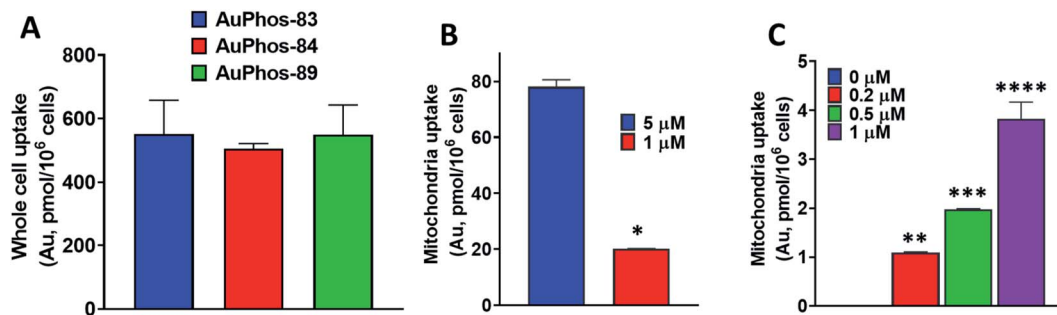 A
AuPhos-83
AuPhos-84
AuPhos-89
Whole cell uptake
(Au, pmol/10⁶ cells)
800
600
400
200
0
B
Mitochondria uptake
(Au, pmol/10⁶ cells)
80
60
40
20
0
5 μM
1 μM
*
C
Mitochondria uptake
(Au, pmol/10⁶ cells)
5
4
3
2
1
0
0 μM
0.2 μM
0.5 μM
1 μM
**
***
****